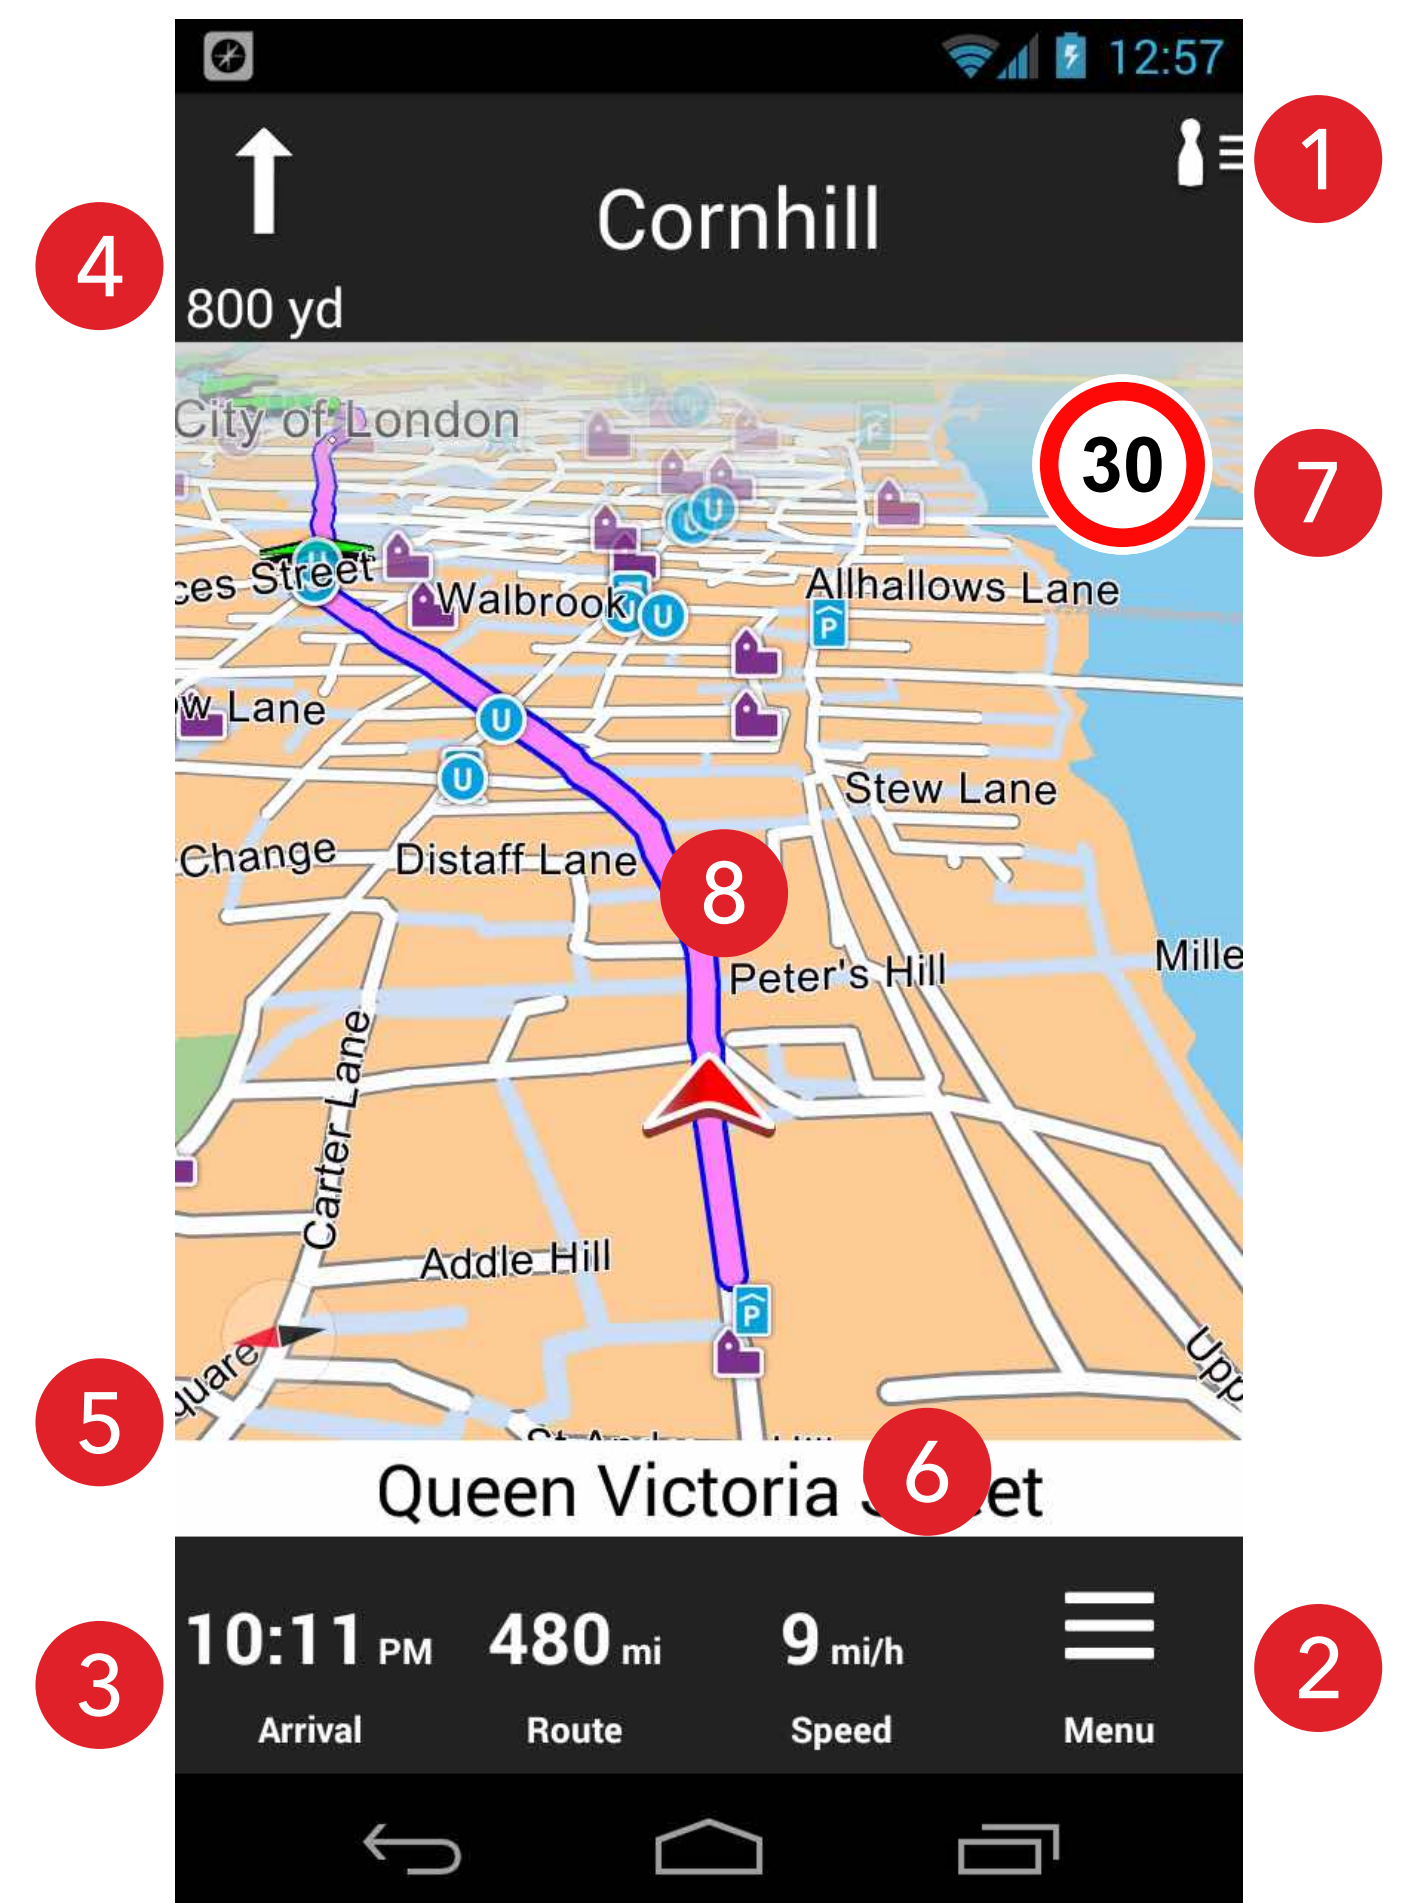 12:57
1
Cornhill
4
800 yd
City of London
30
7
ces Street
Walbrook
Allhallows Lane
U
P
w Lane
U
U
Stew Lane
Change
Distaff Lane
8
Peter's Hill
Mille
Carter Lane
Addle Hill
P
quare
Upp
5
Queen Victoria
et
6
10:11 PM
480 mi
9 mi/h
3
2
Arrival
Route
Speed
Menu